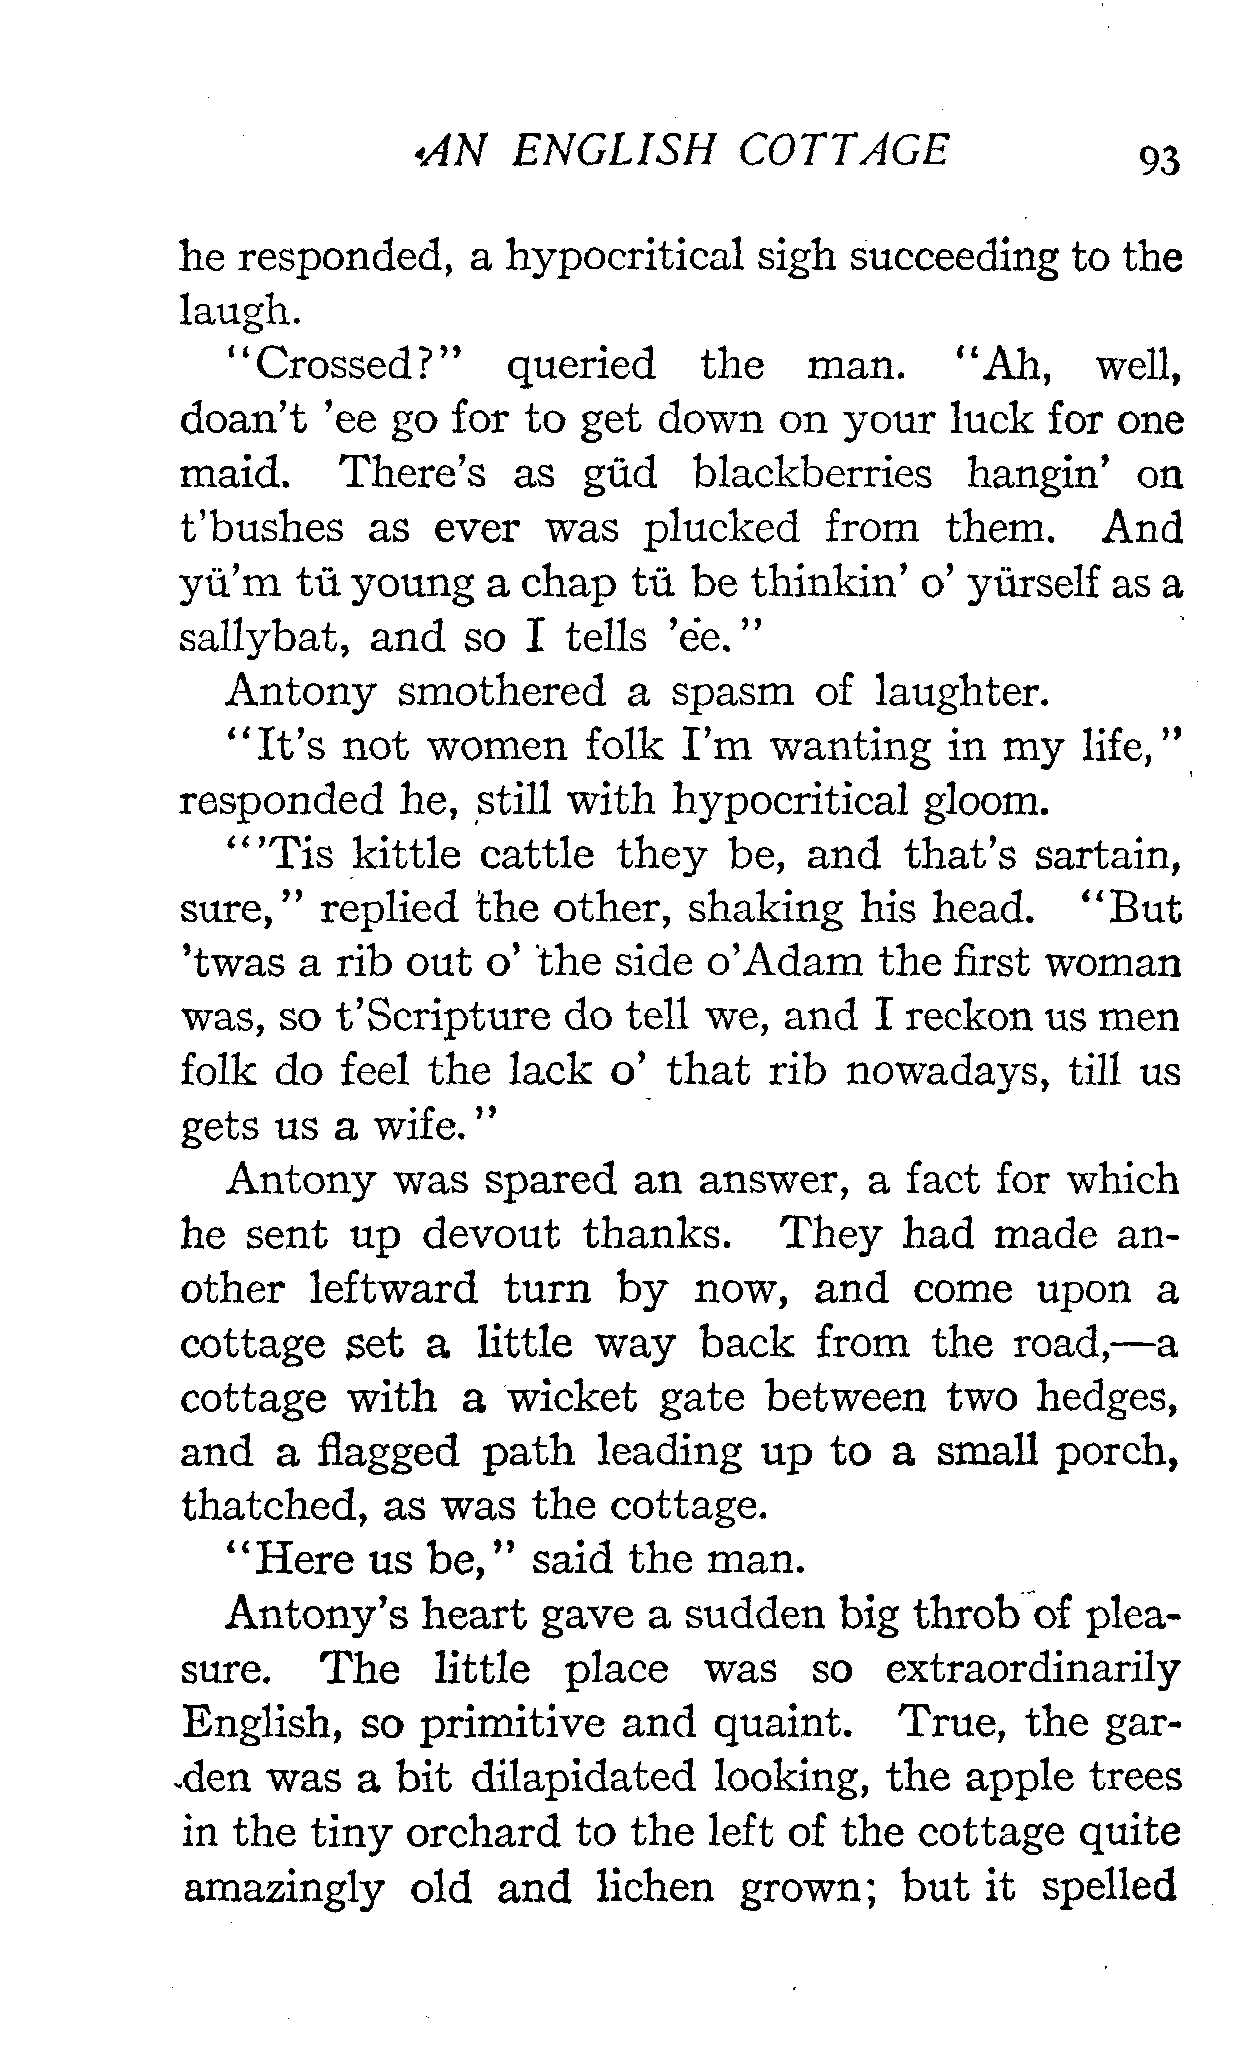 AN ENGLISH COTTAGE 93
he responded, a hypocritical sigh succeeding to the
laugh.
"Crossed?" queried the man. "Ah, well,
doan't 'ee go for to get down on your luck for one
maid. There's as güd blackberries hangin' on
t'bushes as ever was plucked from them. And
yü'm tü young a chap tü be thinkin' o' yürself as a
sallybat, and so I tells 'ee."
Antony smothered a spasm of laughter.
"It's not women folk I'm wanting in my life,"
responded he, still with hypocritical gloom.
"'Tis kittle cattle they be, and that's sartain,
sure," replied the other, shaking his head. "But
'twas a rib out o' the side o'Adam the first woman
was, so t'Scripture do tell we, and I reckon us men
folk do feel the lack o' that rib nowadays, till us
gets us a wife."
Antony was spared an answer, a fact for which
he sent up devout thanks. They had made an-
other leftward turn by now, and come upon a
cottage set a little way back from the road,—a
cottage with a wicket gate between two hedges,
and a flagged path leading up to a small porch,
thatched, as was the cottage.
"Here us be," said the man.
Antony's heart gave a sudden big throb of plea-
sure. The little place was so extraordinarily
English, so primitive and quaint. True, the gar-
den was a bit dilapidated looking, the apple trees
in the tiny orchard to the left of the cottage quite
amazingly old and lichen grown; but it spelled